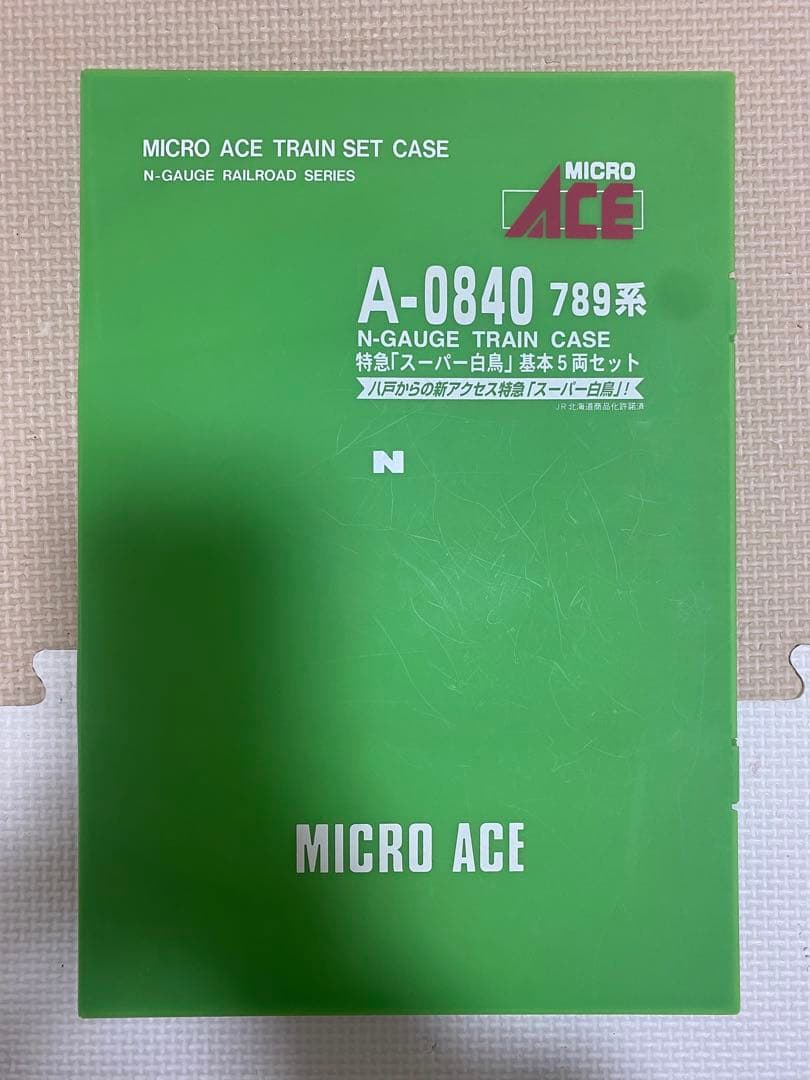 MICRO ACE TRAIN SET CASE
N-GAUGE RAILROAD SERIES
MICRO
ACE
A-0840 789系
N-GAUGE TRAIN CASE
特急「スーパー白鳥」基本5両セット
八戸からの新アクセス特急「スーパー白鳥」!
JR北海道商品化許諾済
N
MICRO ACE